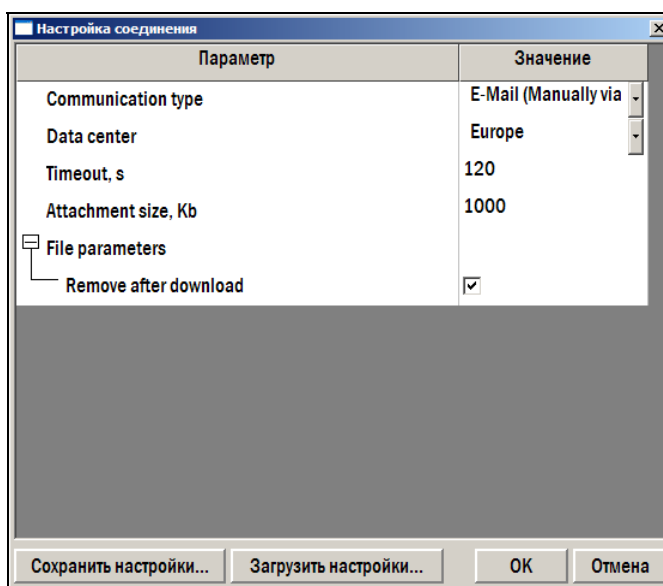 Настройка соединения
Параметр Значение
Communication type E-Mail (Manually via
Data center Europe
Timeout, s 120
Attachment size, Kb 1000
File parameters
Remove after download
Сохранить настройки... Загрузить настройки... OK Отмена